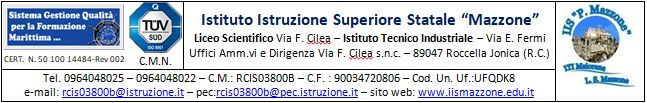 Sistema Gestione Qualità
per la Formazione
Marittima ...
CERT. N. 50 100 14484-Rev 002
TÜV
SUD
C.M.N.
Istituto Istruzione Superiore Statale “Mazzone”
Liceo Scientifico Via F. Cilea – Istituto Tecnico Industriale – Via E. Fermi
Uffici Amm.vi e Dirigenza Via F. Cilea s.n.c. – 89047 Roccella Jonica (R.C.)
IIS "P. MAZZONE"
ITI Majorana
L. S. Mazzone
Tel. 0964048025 – 0964048022 – C.M.: RCIS03800B – C.F. : 90034720806 – Cod. Un. Uf.:UFQDK8
e-mail: rcis03800b@istruzione.it – pec:rcis03800b@pec.istruzione.it – sito web: www.iismazzone.edu.it